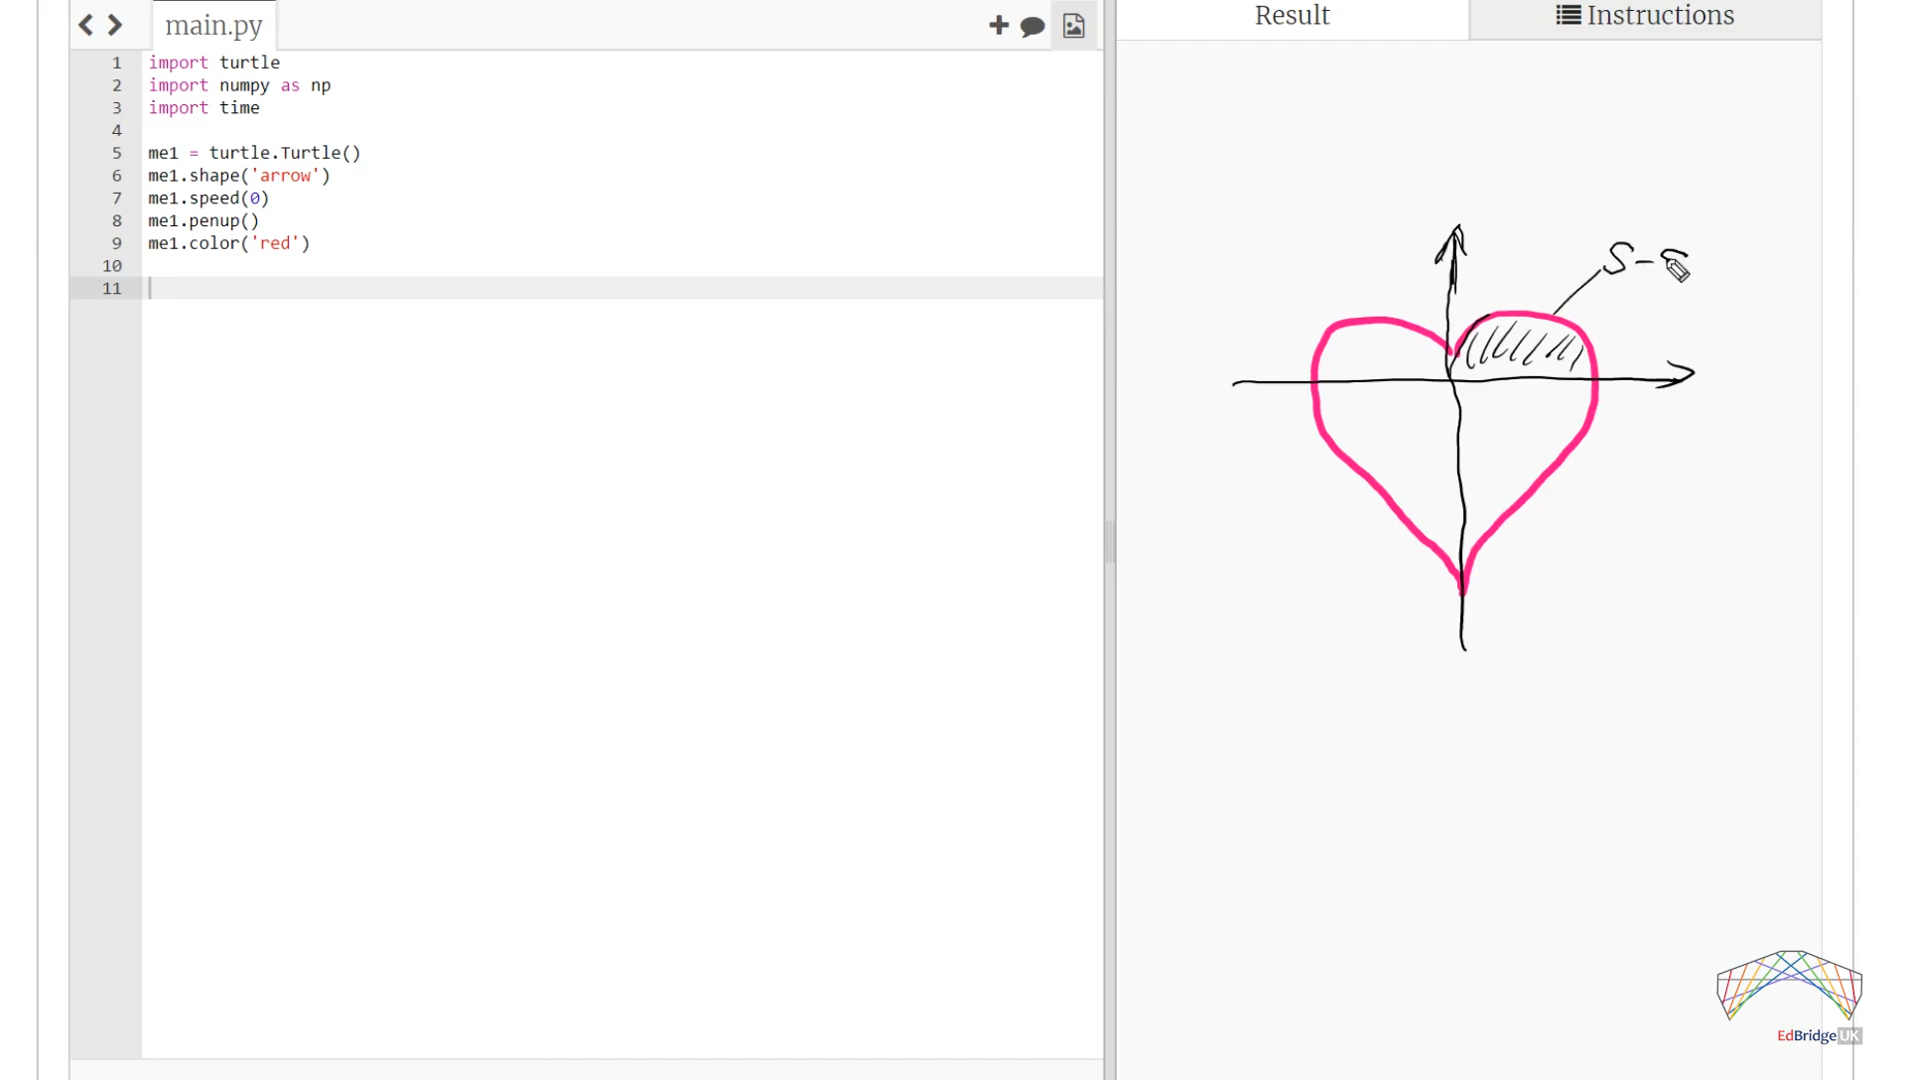 main.py
Result
Instructions
1 import turtle
2 import numpy as np
3 import time
4
5 me1 = turtle.Turtle()
6 me1.shape('arrow')
7 me1.speed(0)
8 me1.penup()
9 me1.color('red')
10
11
S-
EdBridge UK